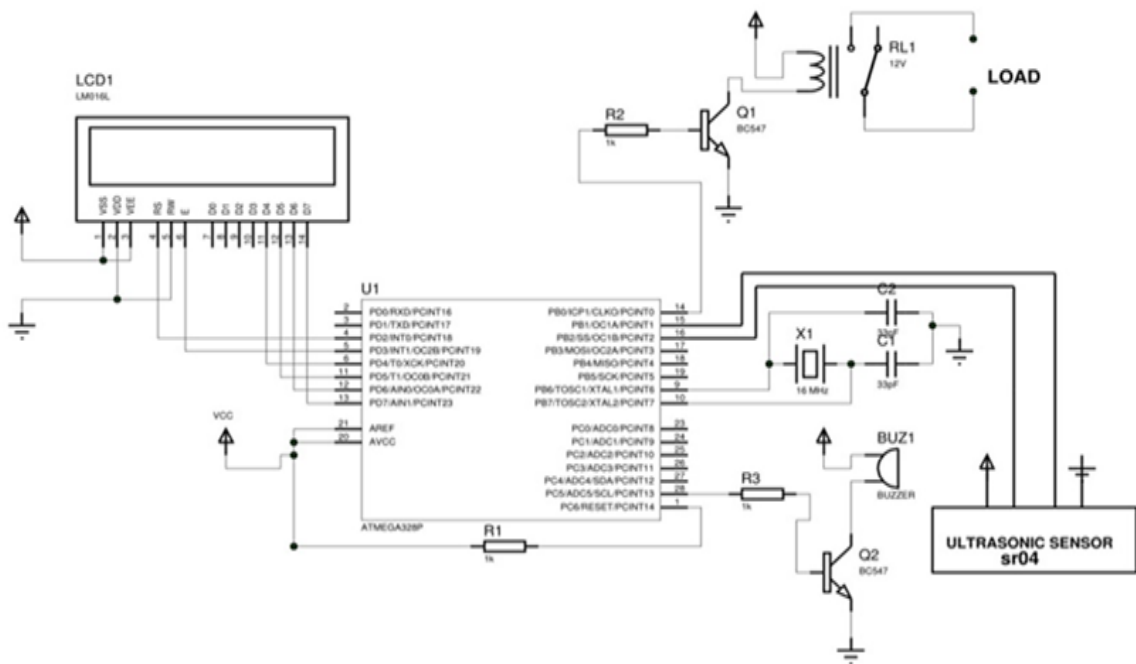 LCD1
LM016L
VSS
VDD
VEE
RS
RW
E
D0
D1
D2
D3
D4
D5
D6
D7
1
2
3
4
5
6
7
8
9
10
11
12
13
14
R2
1k
Q1
BC547
RL1
12V
LOAD
U1
2
PD0/RXD/PCINT16
3
PD1/TXD/PCINT17
4
PD2/INT0/PCINT18
5
PD3/INT1/OC2B/PCINT19
6
PD4/T0/XCK/PCINT20
11
PD5/T1/OC0B/PCINT21
12
PD6/AIN0/OC0A/PCINT22
13
PD7/AIN1/PCINT23
21
AREF
20
AVCC
PB0/ICP1/CLKO/PCINT0
14
PB1/OC1A/PCINT1
15
PB2/SS/OC1B/PCINT2
16
PB3/MOSI/OC2A/PCINT3
17
PB4/MISO/PCINT4
18
PB5/SCK/PCINT5
19
PB6/TOSC1/XTAL1/PCINT6
9
PB7/TOSC2/XTAL2/PCINT7
10
PC0/ADC0/PCINT8
23
PC1/ADC1/PCINT9
24
PC2/ADC2/PCINT10
25
PC3/ADC3/PCINT11
26
PC4/ADC4/SDA/PCINT12
27
PC5/ADC5/SCL/PCINT13
28
PC6/RESET/PCINT14
1
ATMEGA328P
VCC
R1
1k
C2
33pF
X1
16 MHz
C1
33pF
R3
1k
BUZ1
BUZZER
Q2
BC547
ULTRASONIC SENSOR
sr04